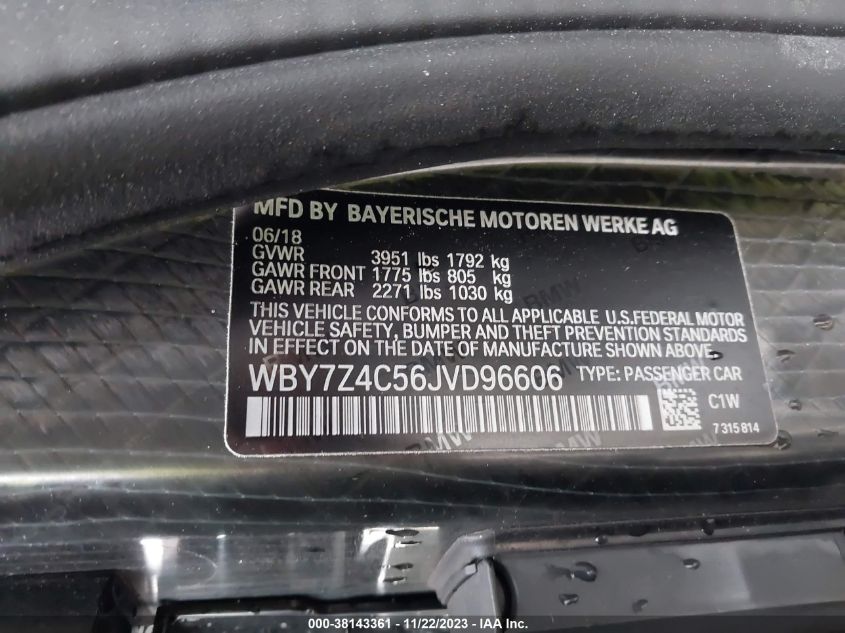 MFD BY BAYERISCHE MOTOREN WERKE AG
06/18
GVWR 3951 lbs 1792 kg
GAWR FRONT 1775 lbs 805 kg
GAWR REAR 2271 lbs 1030 kg
THIS VEHICLE CONFORMS TO ALL APPLICABLE U.S.FEDERAL MOTOR
VEHICLE SAFETY, BUMPER AND THEFT PREVENTION STANDARDS
IN EFFECT ON THE DATE OF MANUFACTURE SHOWN ABOVE.
WBY7Z4C56JVD96606 TYPE: PASSENGER CAR
C1W
7 315 814
© - #000-38143361 - 11/22/2023 - IAA Inc.